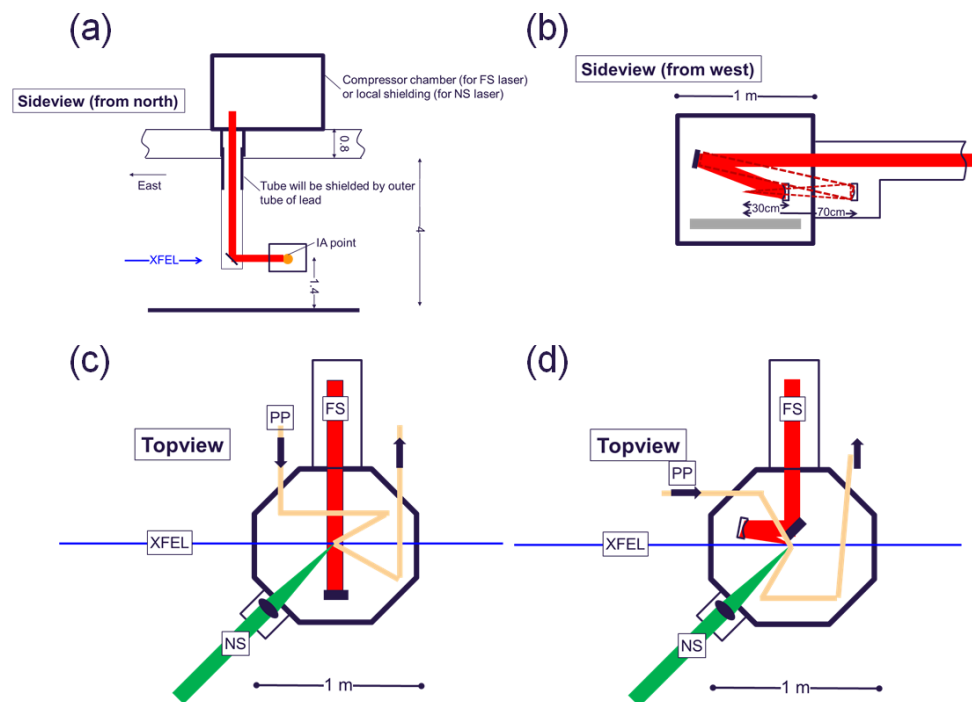 (a)
Sideview (from north)
Compressor chamber (for FS laser)
or local shielding (for NS laser)
0.8
East
Tube will be shielded by outer
tube of lead
4
IA point
XFEL
1.4
(b)
Sideview (from west)
1 m
30cm
70cm
(c)
FS
PP
Topview
XFEL
NS
1 m
(d)
FS
Topview
PP
XFEL
NS
1 m